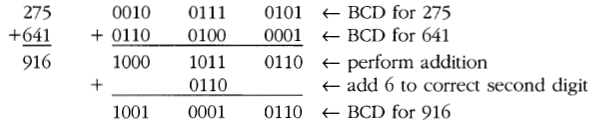 275 0010 0111 0101 ← BCD for 275
+641 + 0110 0100 0001 ← BCD for 641
916 1000 1011 0110 ← perform addition
+ 0110 ← add 6 to correct second digit
1001 0001 0110 ← BCD for 916